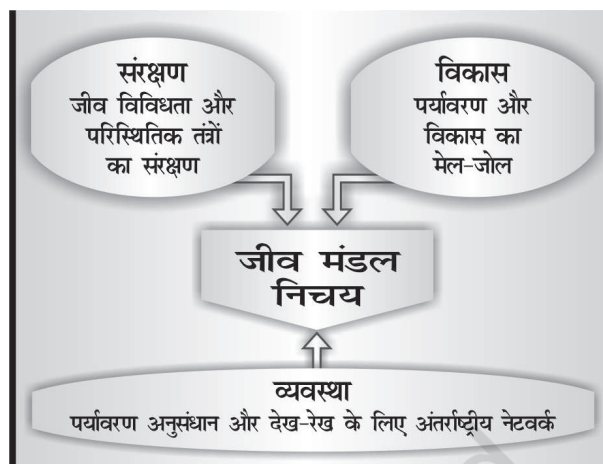 संरक्षण
जीव विविधता और
परिस्थितिक तंत्रों
का संरक्षण
विकास
पर्यावरण और
विकास का
मेल-जोल
जीव मंडल
निचय
व्यवस्था
पर्यावरण अनुसंधान और देख-रेख के लिए अंतर्राष्ट्रीय नेटवर्क